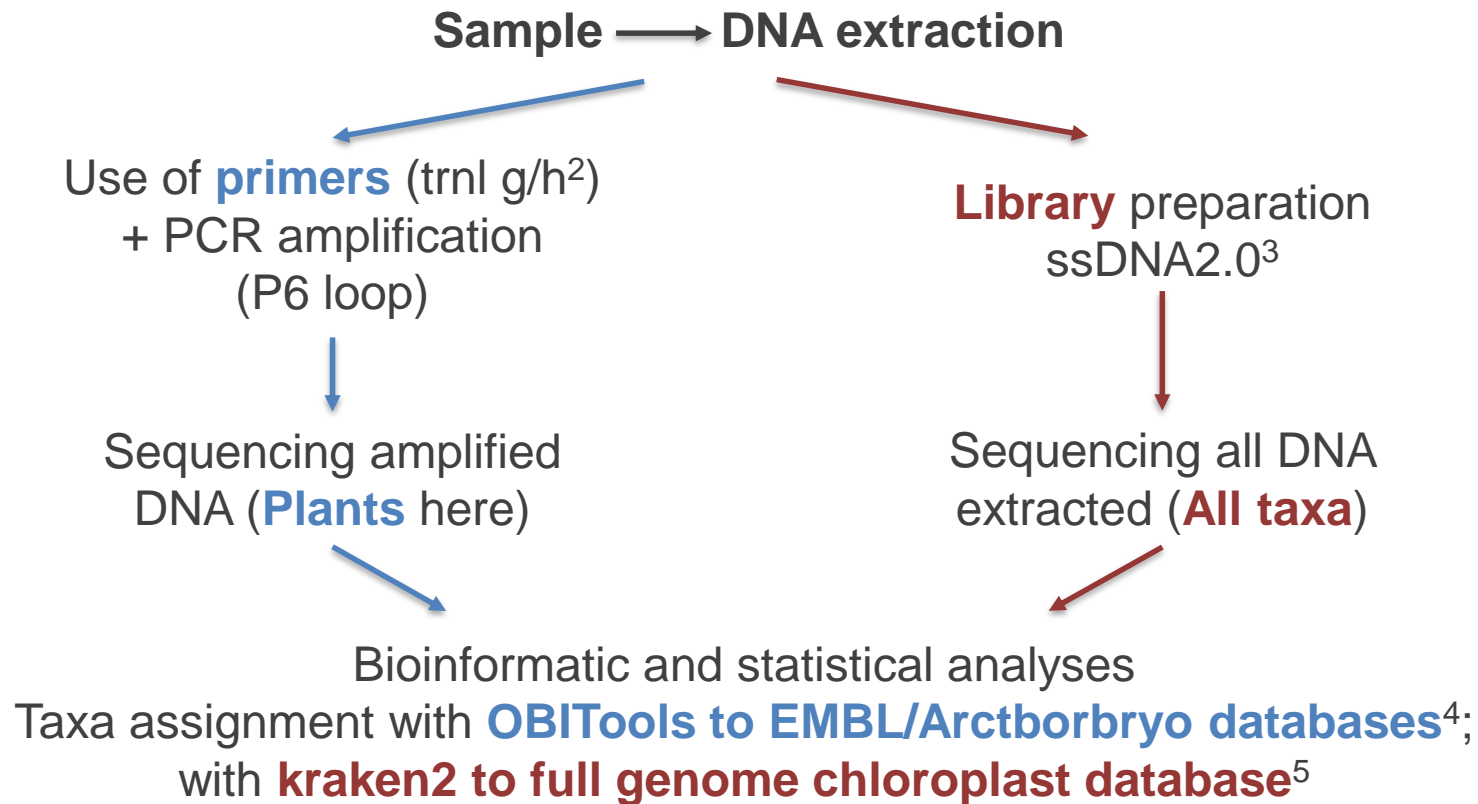 Sample DNA extraction
Use of primers (trnl g/h²)
+ PCR amplification
(P6 loop)
Library preparation
ssDNA2.0³
Sequencing amplified
DNA (Plants here)
Sequencing all DNA
extracted (All taxa)
Bioinformatic and statistical analyses
Taxa assignment with OBITools to EMBL/Arctborbryo databases⁴;
with kraken2 to full genome chloroplast database⁵